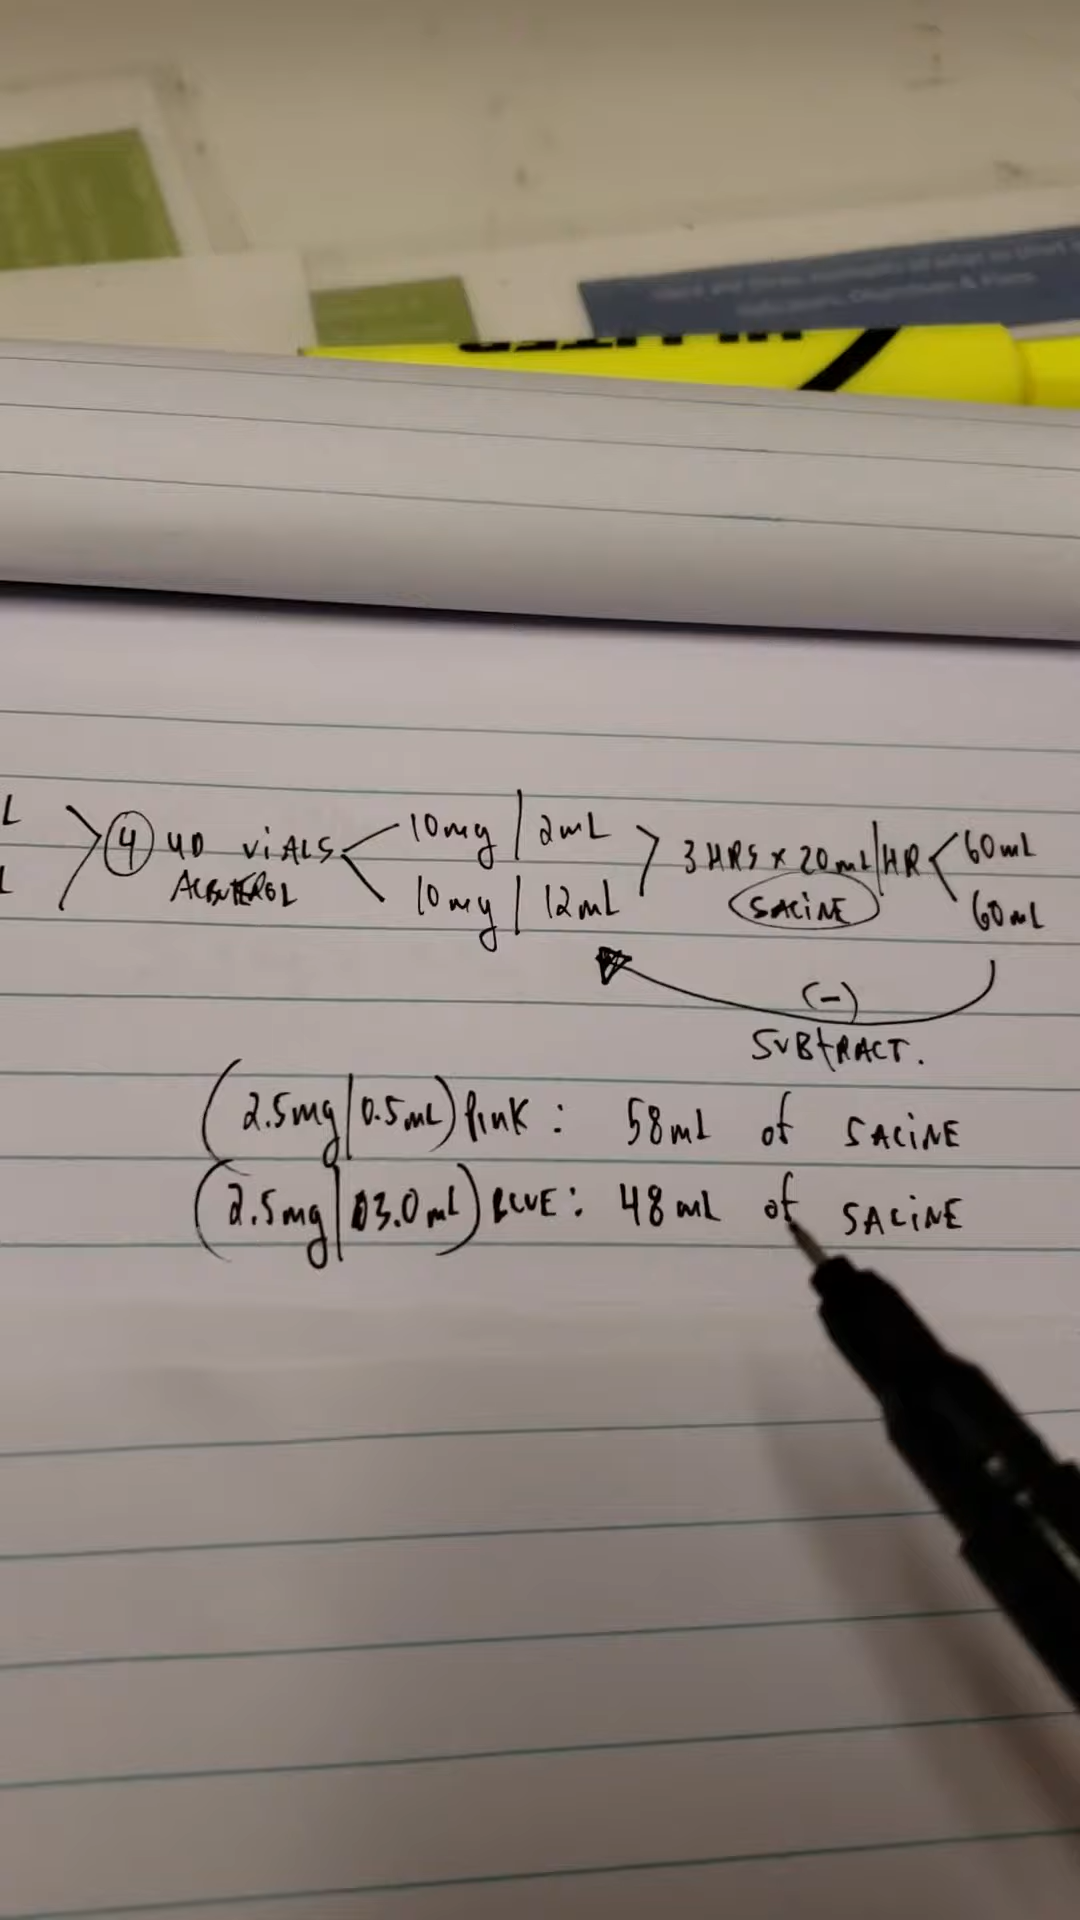 L
L
④ UD ViALS
ALBUTEROL
10mg | 2mL
10mg | 12mL
3 HRS x 20mL|HR
SALiNE
60mL
60mL
(-)
SUBtRACT.
(2.5mg|0.5mL) PinK: 58mL of SALiNE
(2.5mg|3.0mL) BLUE: 48mL of SALiNE